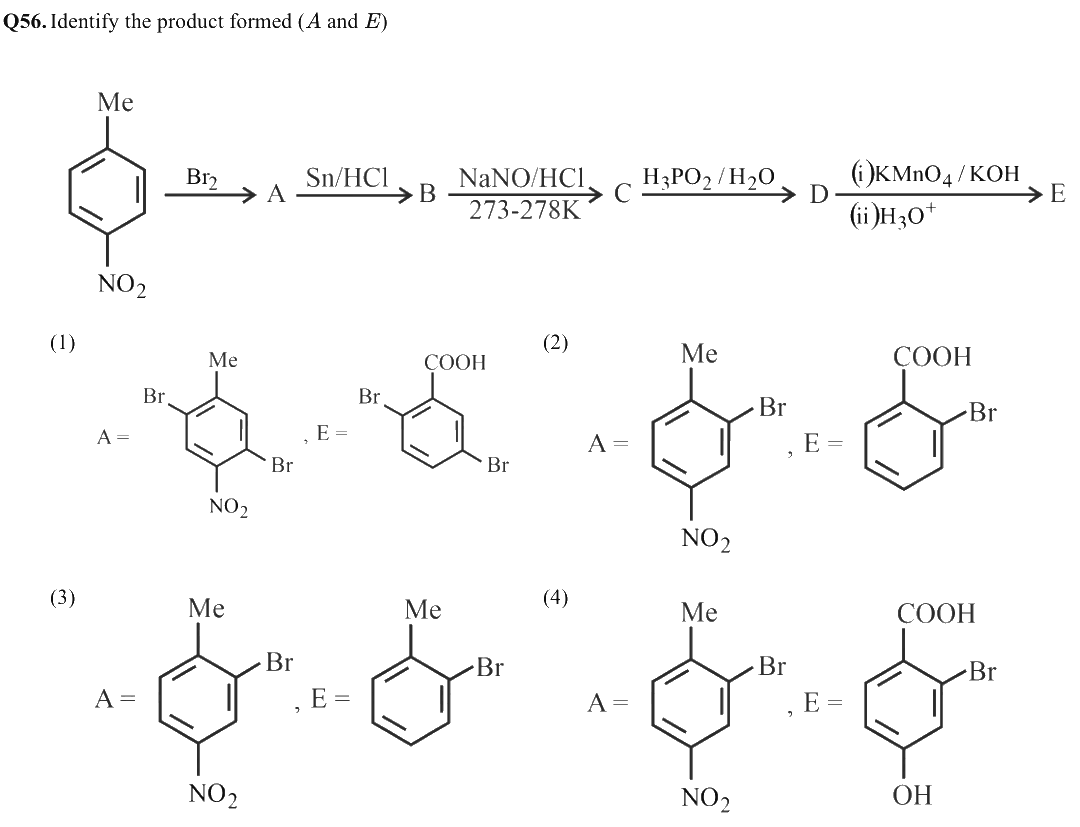 Q56. Identify the product formed (A and E)
Me
Br2 A Sn/HCl B NaNO/HCl 273-278K C H3PO2 / H2O D (i)KMnO4 / KOH (ii)H3O+ E
NO2
(1)
Me
Br
A =
Br
NO2
, E =
COOH
Br
Br
(2)
Me
Br
A =
NO2
, E =
COOH
Br
(3)
Me
Br
A =
NO2
, E =
Me
Br
(4)
Me
Br
A =
NO2
, E =
COOH
Br
OH